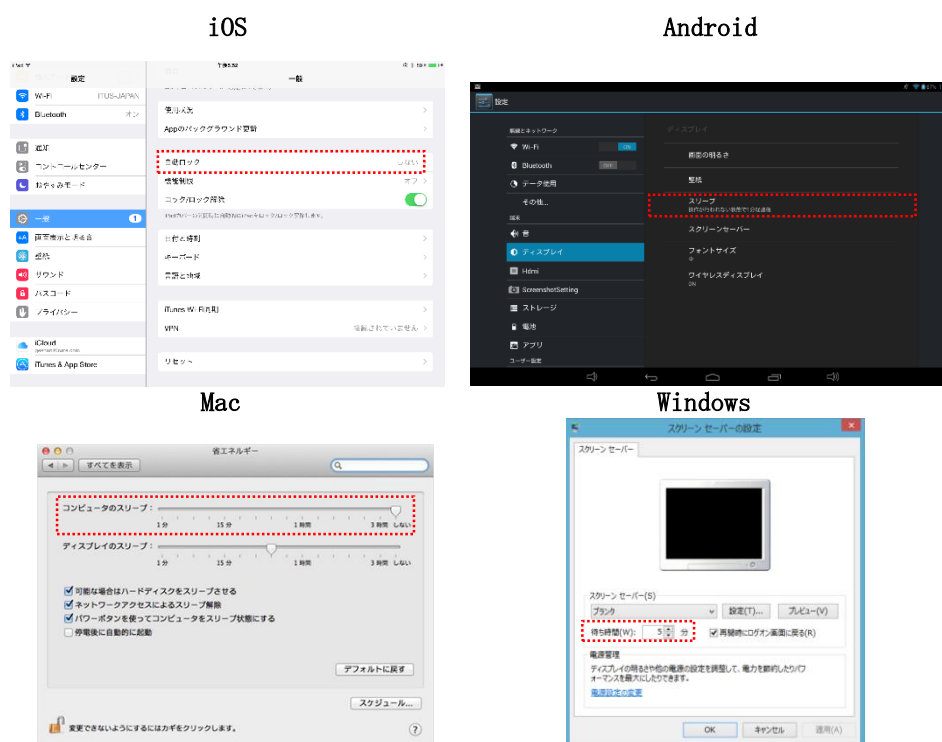 iOS
Android
設定
一般
Wi-Fi
ITUS-JAPAN
Bluetooth
オン
通知
コントロールセンター
おやすみモード
一般
1
画面表示と明るさ
壁紙
サウンド
パスコード
プライバシー
iCloud
iTunes & App Store
使用状況
Appのバックグラウンド更新
自動ロック
しない
機能制限
オフ
ロック/ロック解除
日付と時刻
キーボード
言語と地域
iTunes Wi-Fi同期
VPN
接続されていません
リセット
設定
無線とネットワーク
Wi-Fi
ON
Bluetooth
OFF
データ使用
その他...
端末
音
ディスプレイ
Hdmi
ScreenshotSetting
ストレージ
電池
アプリ
ユーザー設定
ディスプレイ
画面の明るさ
壁紙
スリープ
スクリーンセーバー
フォントサイズ
中
ワイヤレスディスプレイ
ON
Mac
Windows
省エネルギー
すべてを表示
コンピュータのスリープ：
1分 15分 1時間 3時間 しない
ディスプレイのスリープ：
1分 15分 1時間 3時間 しない
可能な場合はハードディスクをスリープさせる
ネットワークアクセスによるスリープ解除
パワーボタンを使ってコンピュータをスリープ状態にする
停電後に自動的に起動
デフォルトに戻す
スケジュール...
変更できないようにするにはカギをクリックします。
?
スクリーン セーバーの設定
スクリーン セーバー
スクリーン セーバー(S)
ブランク
設定(T)...
プレビュー(V)
待ち時間(W):
5
分
再開時にログオン画面に戻る(R)
電源管理
ディスプレイの明るさや他の電源の設定を調整して、電力を節約したりパフ
ォーマンスを最大にしたりできます。
電源設定の変更
OK
キャンセル
適用(A)